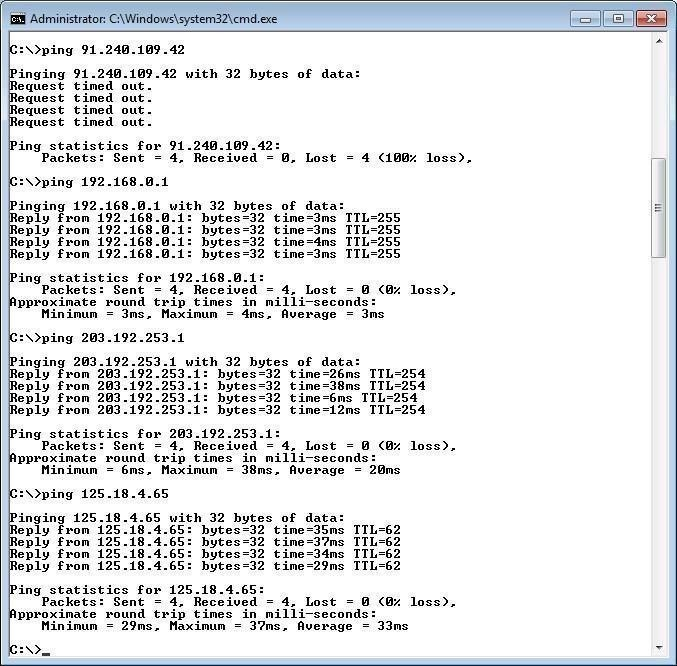 Administrator: C:\Windows\system32\cmd.exe
C:\>ping 91.240.109.42
Pinging 91.240.109.42 with 32 bytes of data:
Request timed out.
Request timed out.
Request timed out.
Request timed out.
Ping statistics for 91.240.109.42:
Packets: Sent = 4, Received = 0, Lost = 4 (100% loss),
C:\>ping 192.168.0.1
Pinging 192.168.0.1 with 32 bytes of data:
Reply from 192.168.0.1: bytes=32 time=3ms TTL=255
Reply from 192.168.0.1: bytes=32 time=3ms TTL=255
Reply from 192.168.0.1: bytes=32 time=4ms TTL=255
Reply from 192.168.0.1: bytes=32 time=3ms TTL=255
Ping statistics for 192.168.0.1:
Packets: Sent = 4, Received = 4, Lost = 0 (0% loss),
Approximate round trip times in milli-seconds:
Minimum = 3ms, Maximum = 4ms, Average = 3ms
C:\>ping 203.192.253.1
Pinging 203.192.253.1 with 32 bytes of data:
Reply from 203.192.253.1: bytes=32 time=26ms TTL=254
Reply from 203.192.253.1: bytes=32 time=38ms TTL=254
Reply from 203.192.253.1: bytes=32 time=6ms TTL=254
Reply from 203.192.253.1: bytes=32 time=12ms TTL=254
Ping statistics for 203.192.253.1:
Packets: Sent = 4, Received = 4, Lost = 0 (0% loss),
Approximate round trip times in milli-seconds:
Minimum = 6ms, Maximum = 38ms, Average = 20ms
C:\>ping 125.18.4.65
Pinging 125.18.4.65 with 32 bytes of data:
Reply from 125.18.4.65: bytes=32 time=35ms TTL=62
Reply from 125.18.4.65: bytes=32 time=37ms TTL=62
Reply from 125.18.4.65: bytes=32 time=34ms TTL=62
Reply from 125.18.4.65: bytes=32 time=29ms TTL=62
Ping statistics for 125.18.4.65:
Packets: Sent = 4, Received = 4, Lost = 0 (0% loss),
Approximate round trip times in milli-seconds:
Minimum = 29ms, Maximum = 37ms, Average = 33ms
C:\>_